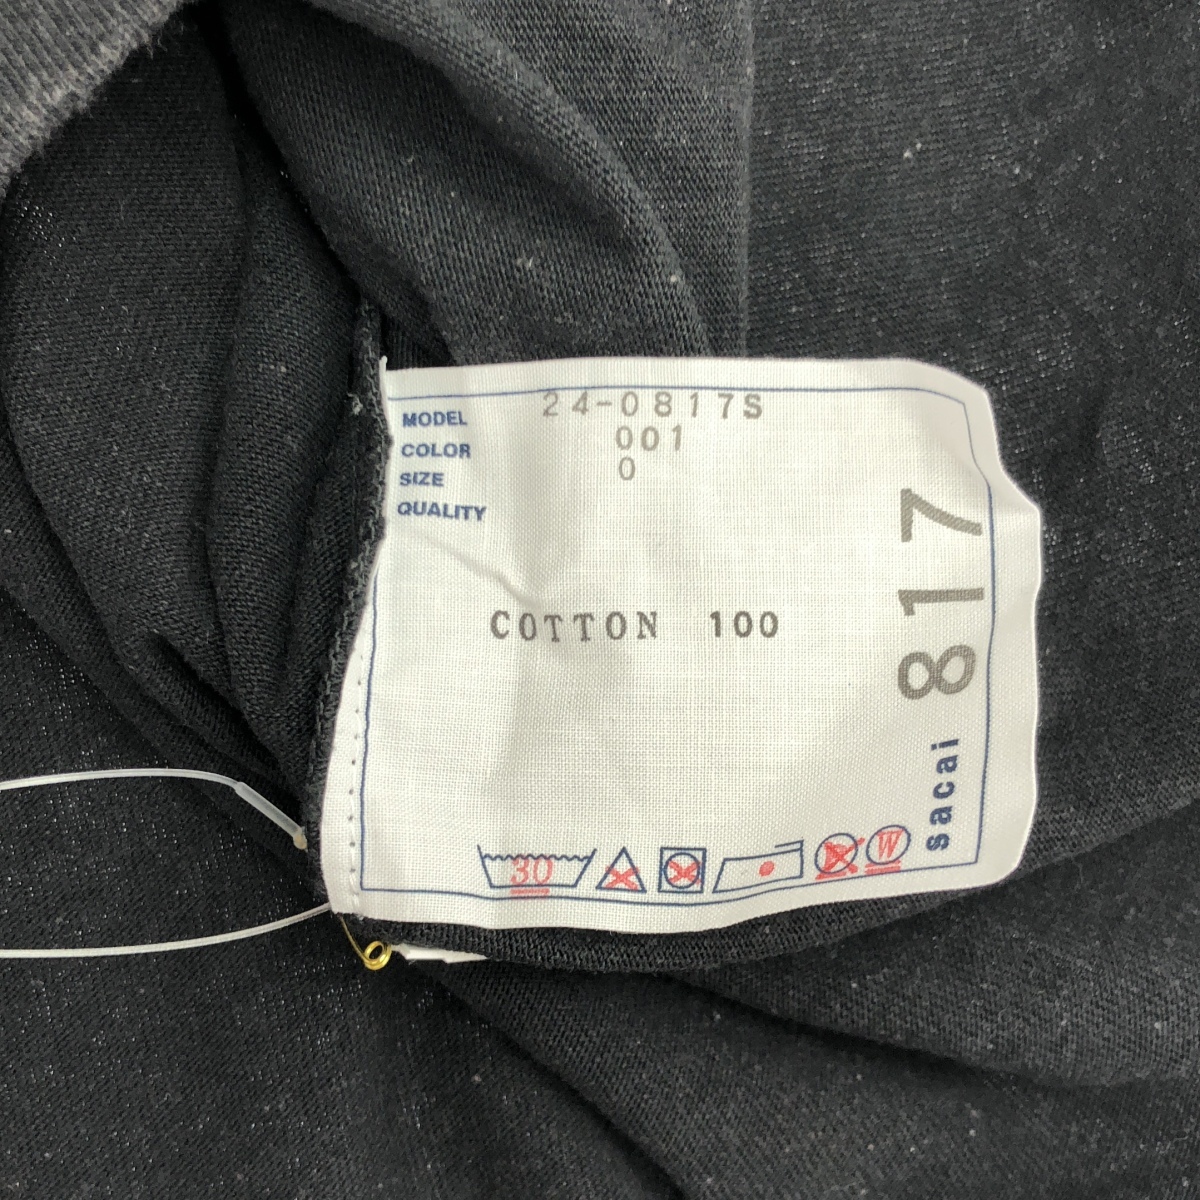 MODEL 24-0817S
COLOR 001
SIZE 0
QUALITY
COTTON 100
sacai 817
30 W